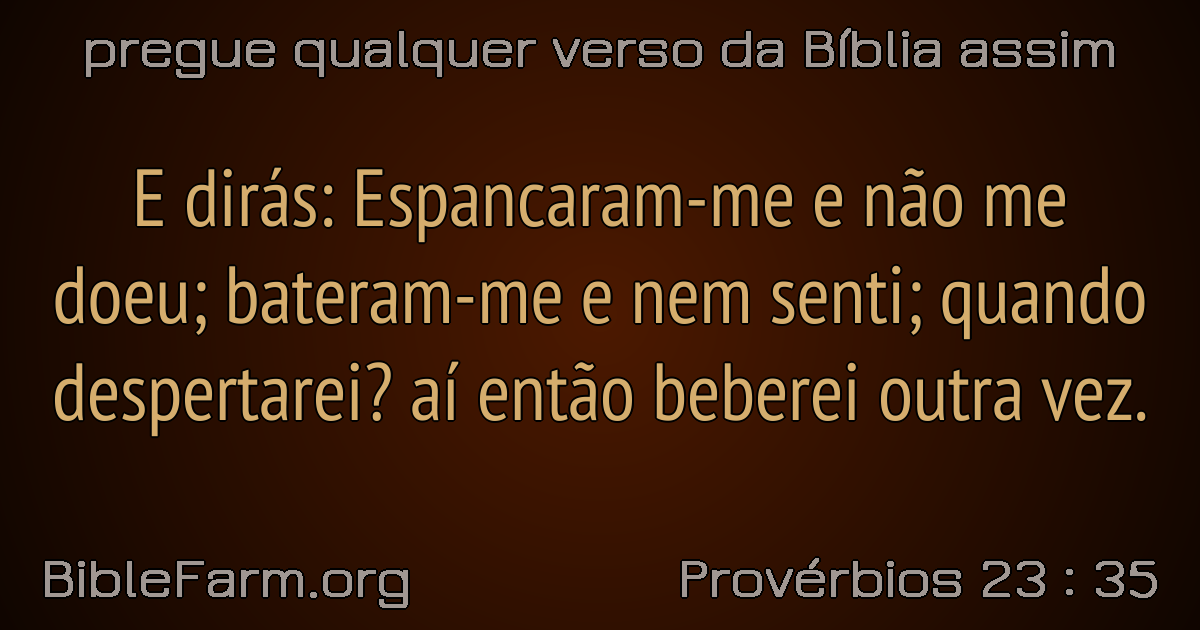 pregue qualquer verso da Bíblia assim
E dirás: Espancaram-me e não me
doeu; bateram-me e nem senti; quando
despertarei? aí então beberei outra vez.
BibleFarm.org
Provérbios 23 : 35